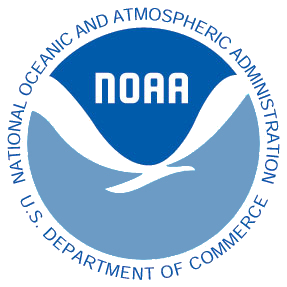 NATIONAL OCEANIC AND ATMOSPHERIC ADMINISTRATION
NOAA
U.S. DEPARTMENT OF COMMERCE